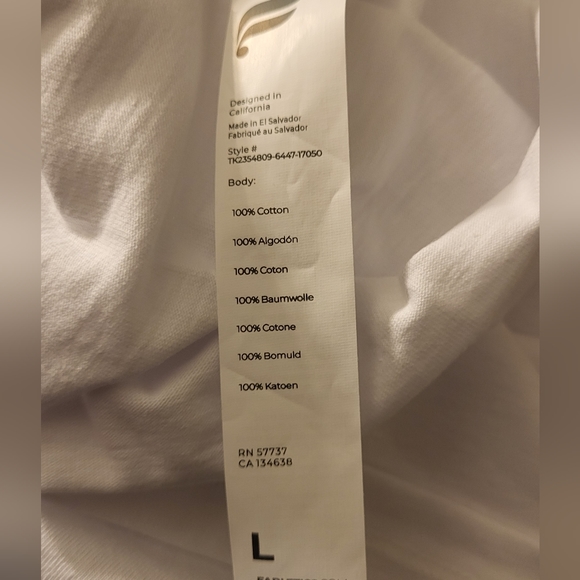 Designed in
California
Made in El Salvador
Fabriqué au Salvador
Style #
TK2354809-6447-17050
Body:
100% Cotton
100% Algodón
100% Coton
100% Baumwolle
100% Cotone
100% Bomuld
100% Katoen
RN 57737
CA 134638
L